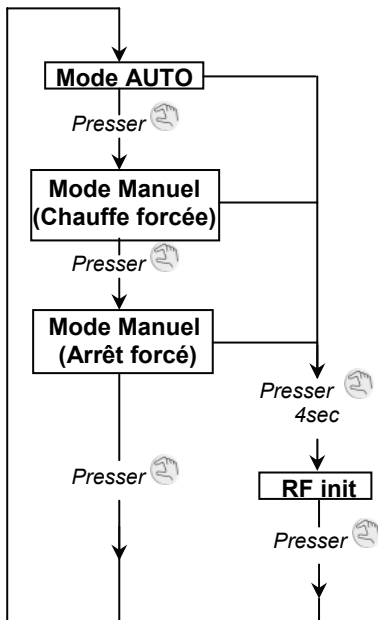 Mode AUTO
Presser
Mode Manuel
(Chauffe forcée)
Presser
Mode Manuel
(Arrêt forcé)
Presser
4sec
Presser
RF init
Presser